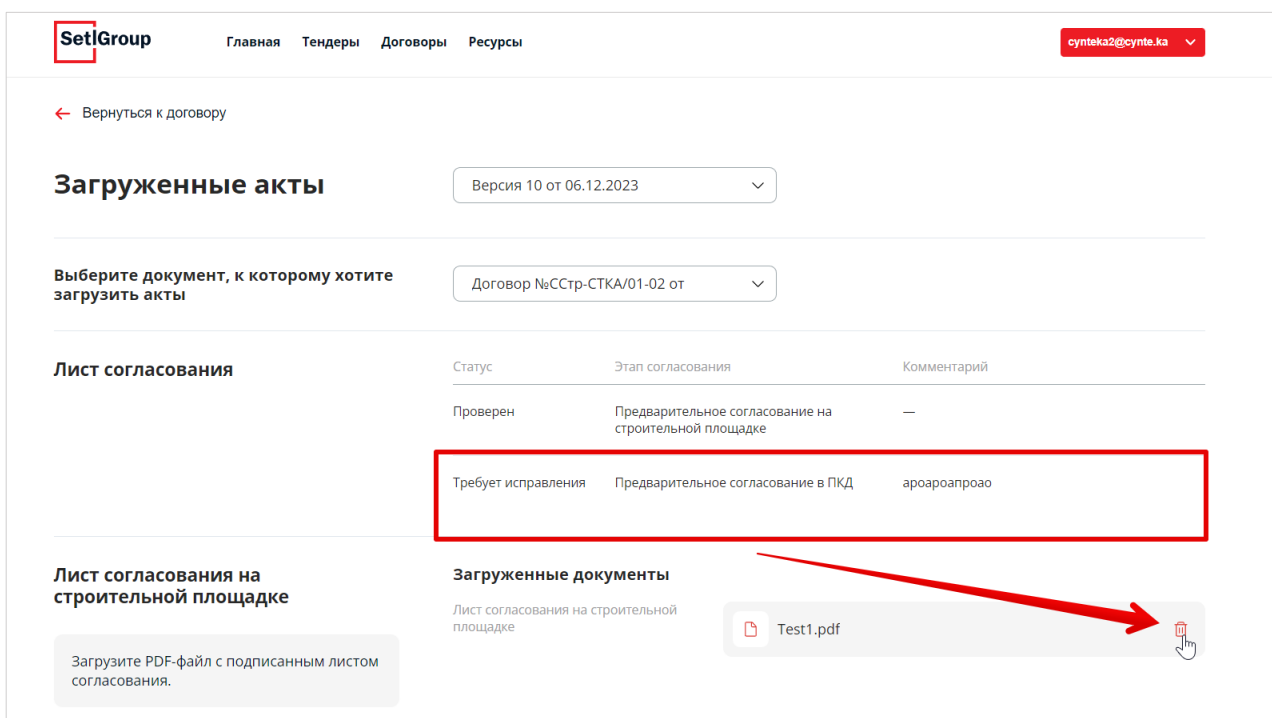 SetlGroup
Главная Тендеры Договоры Ресурсы
cynteka2@cynte.ka
Вернуться к договору
Загруженные акты
Версия 10 от 06.12.2023
Выберите документ, к которому хотите
загрузить акты
Договор №ССтр-СТКА/01-02 от
Лист согласования
Статус Этап согласования Комментарий
Проверен Предварительное согласование на
строительной площадке
—
Требует исправления Предварительное согласование в ПКД ароароапроао
Лист согласования на
строительной площадке
Загрузите PDF-файл с подписанным листом
согласования.
Загруженные документы
Лист согласования на строительной
площадке
Test1.pdf